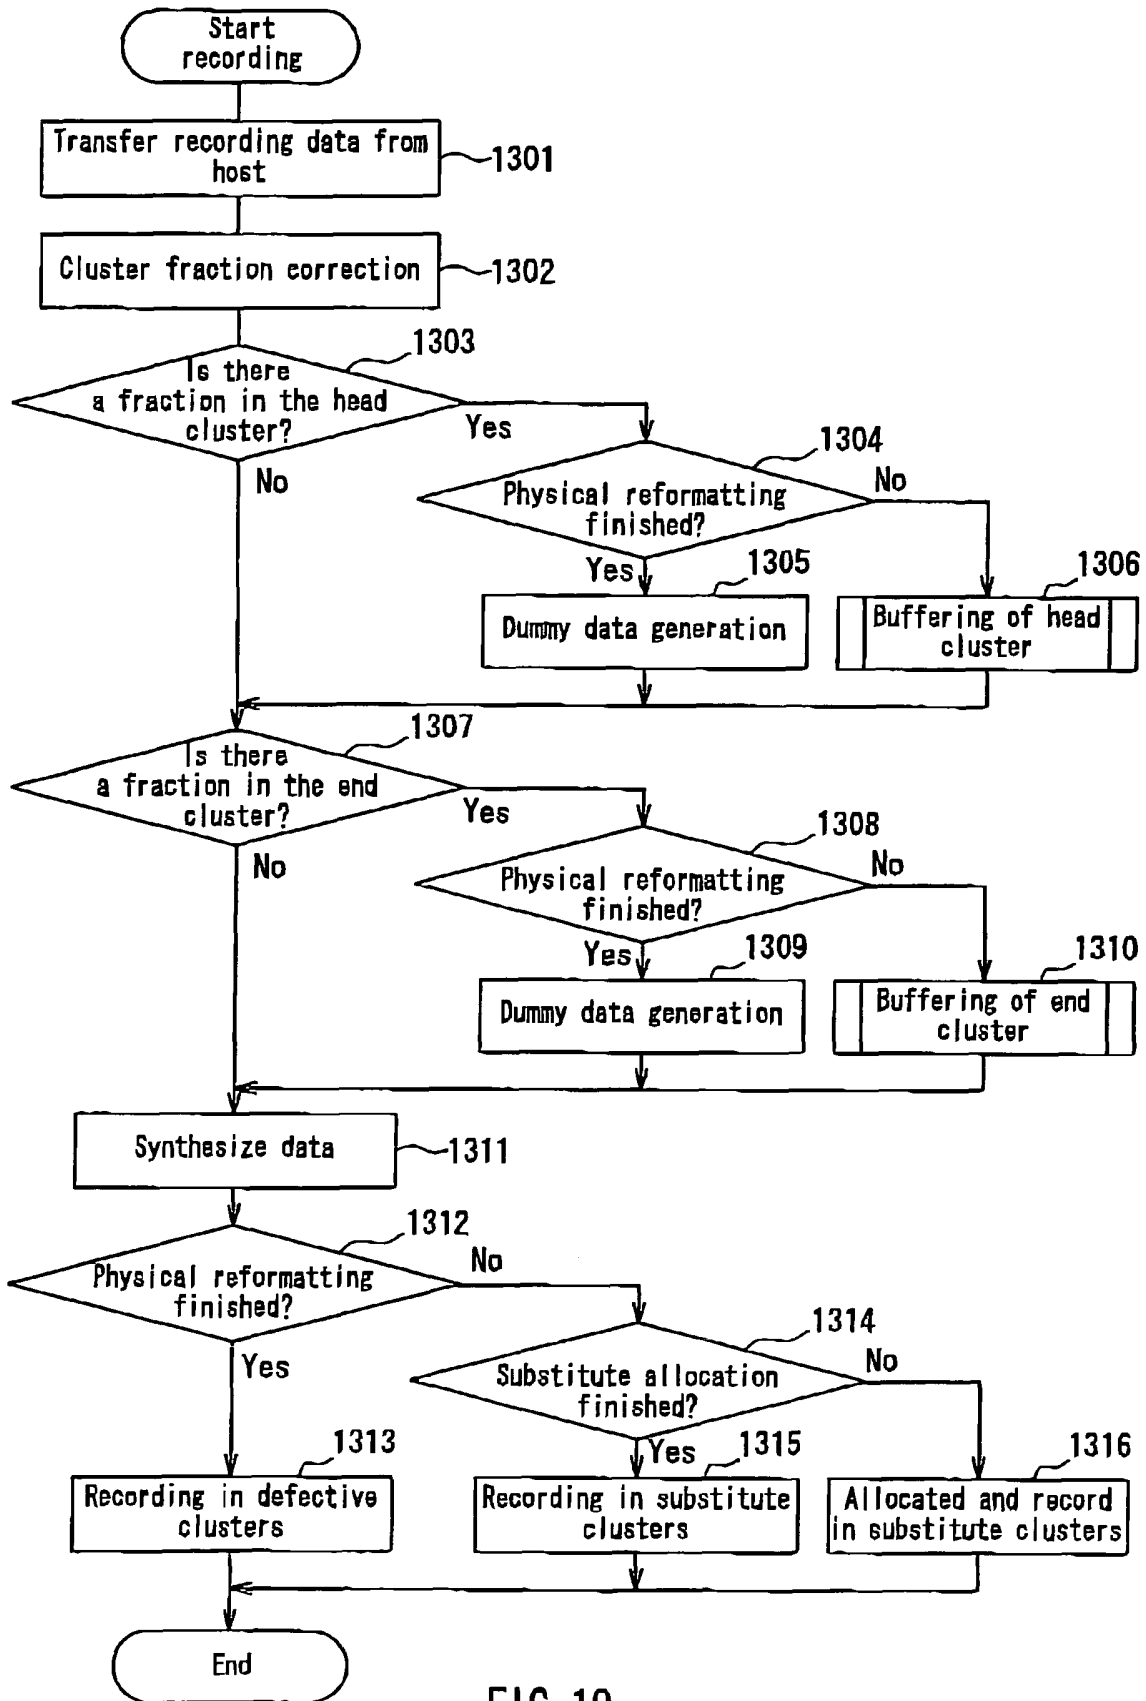 Start
recording
Transfer recording data from
host
1301
Cluster fraction correction
1302
1303
Is there
a fraction in the head
cluster?
Yes
No
1304
Physical reformatting
finished?
No
Yes
1305
Dummy data generation
1306
Buffering of head
cluster
1307
Is there
a fraction in the end
cluster?
Yes
No
1308
Physical reformatting
finished?
No
Yes
1309
Dummy data generation
1310
Buffering of end
cluster
Synthesize data
1311
1312
Physical reformatting
finished?
No
Yes
1314
Substitute allocation
finished?
No
Yes
1313
Recording in defective
clusters
1315
Recording in substitute
clusters
1316
Allocated and record
in substitute clusters
End